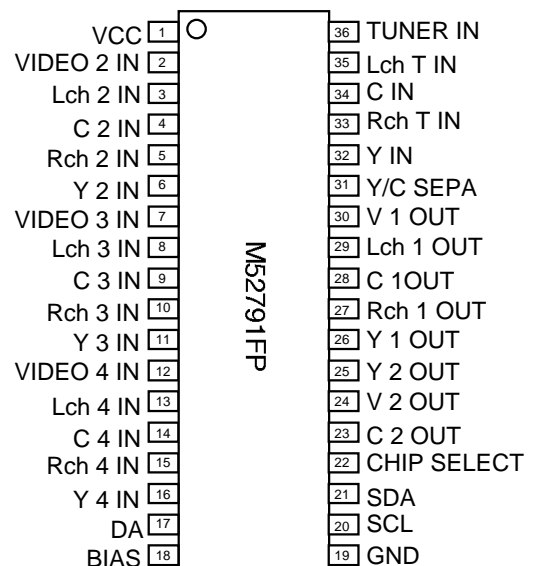 VCC 1 36 TUNER IN
VIDEO 2 IN 2 35 Lch T IN
Lch 2 IN 3 34 C IN
C 2 IN 4 33 Rch T IN
Rch 2 IN 5 32 Y IN
Y 2 IN 6 31 Y/C SEPA
VIDEO 3 IN 7 30 V 1 OUT
Lch 3 IN 8 29 Lch 1 OUT
C 3 IN 9 28 C 1OUT
Rch 3 IN 10 27 Rch 1 OUT
Y 3 IN 11 26 Y 1 OUT
VIDEO 4 IN 12 25 Y 2 OUT
Lch 4 IN 13 24 V 2 OUT
C 4 IN 14 23 C 2 OUT
Rch 4 IN 15 22 CHIP SELECT
Y 4 IN 16 21 SDA
DA 17 20 SCL
BIAS 18 19 GND
M52791FP